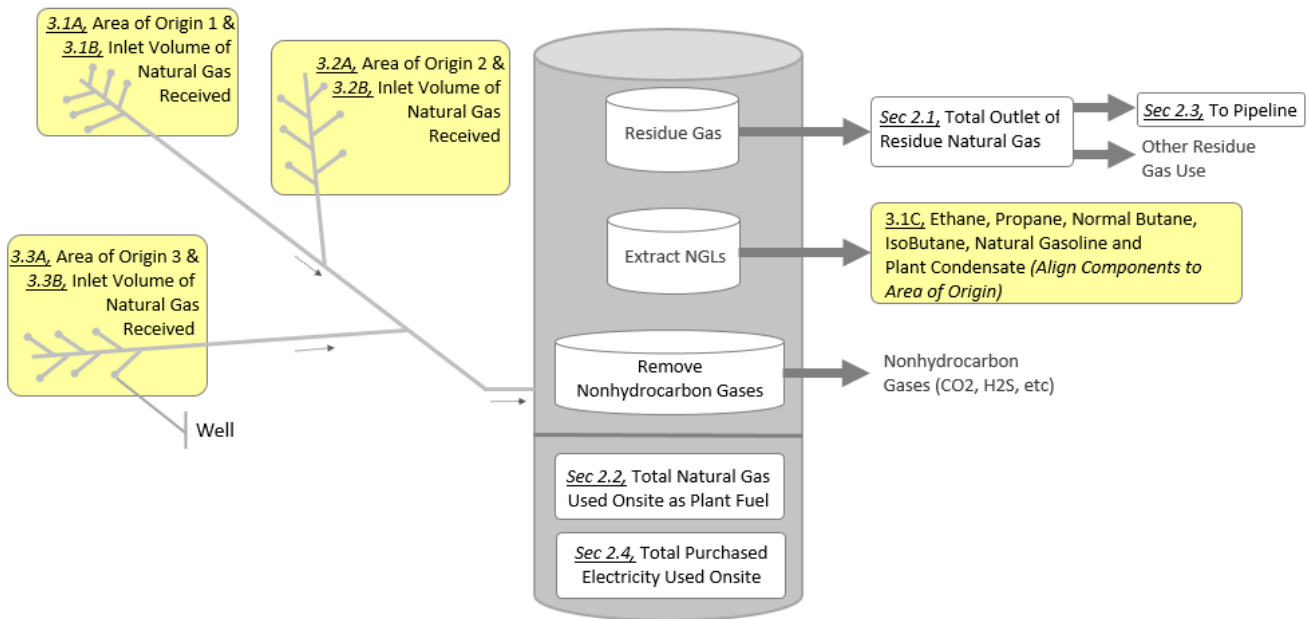 3.1A, Area of Origin 1 &
3.1B, Inlet Volume of
Natural Gas
Received
3.2A, Area of Origin 2 &
3.2B, Inlet Volume of
Natural Gas
Received
3.3A, Area of Origin 3 &
3.3B, Inlet Volume of
Natural Gas
Received
Well
Residue Gas
Sec 2.1, Total Outlet of
Residue Natural Gas
Sec 2.3, To Pipeline
Other Residue
Gas Use
Extract NGLs
3.1C, Ethane, Propane, Normal Butane,
IsoButane, Natural Gasoline and
Plant Condensate (Align Components to
Area of Origin)
Remove
Nonhydrocarbon Gases
Nonhydrocarbon
Gases (CO2, H2S, etc)
Sec 2.2, Total Natural Gas
Used Onsite as Plant Fuel
Sec 2.4, Total Purchased
Electricity Used Onsite